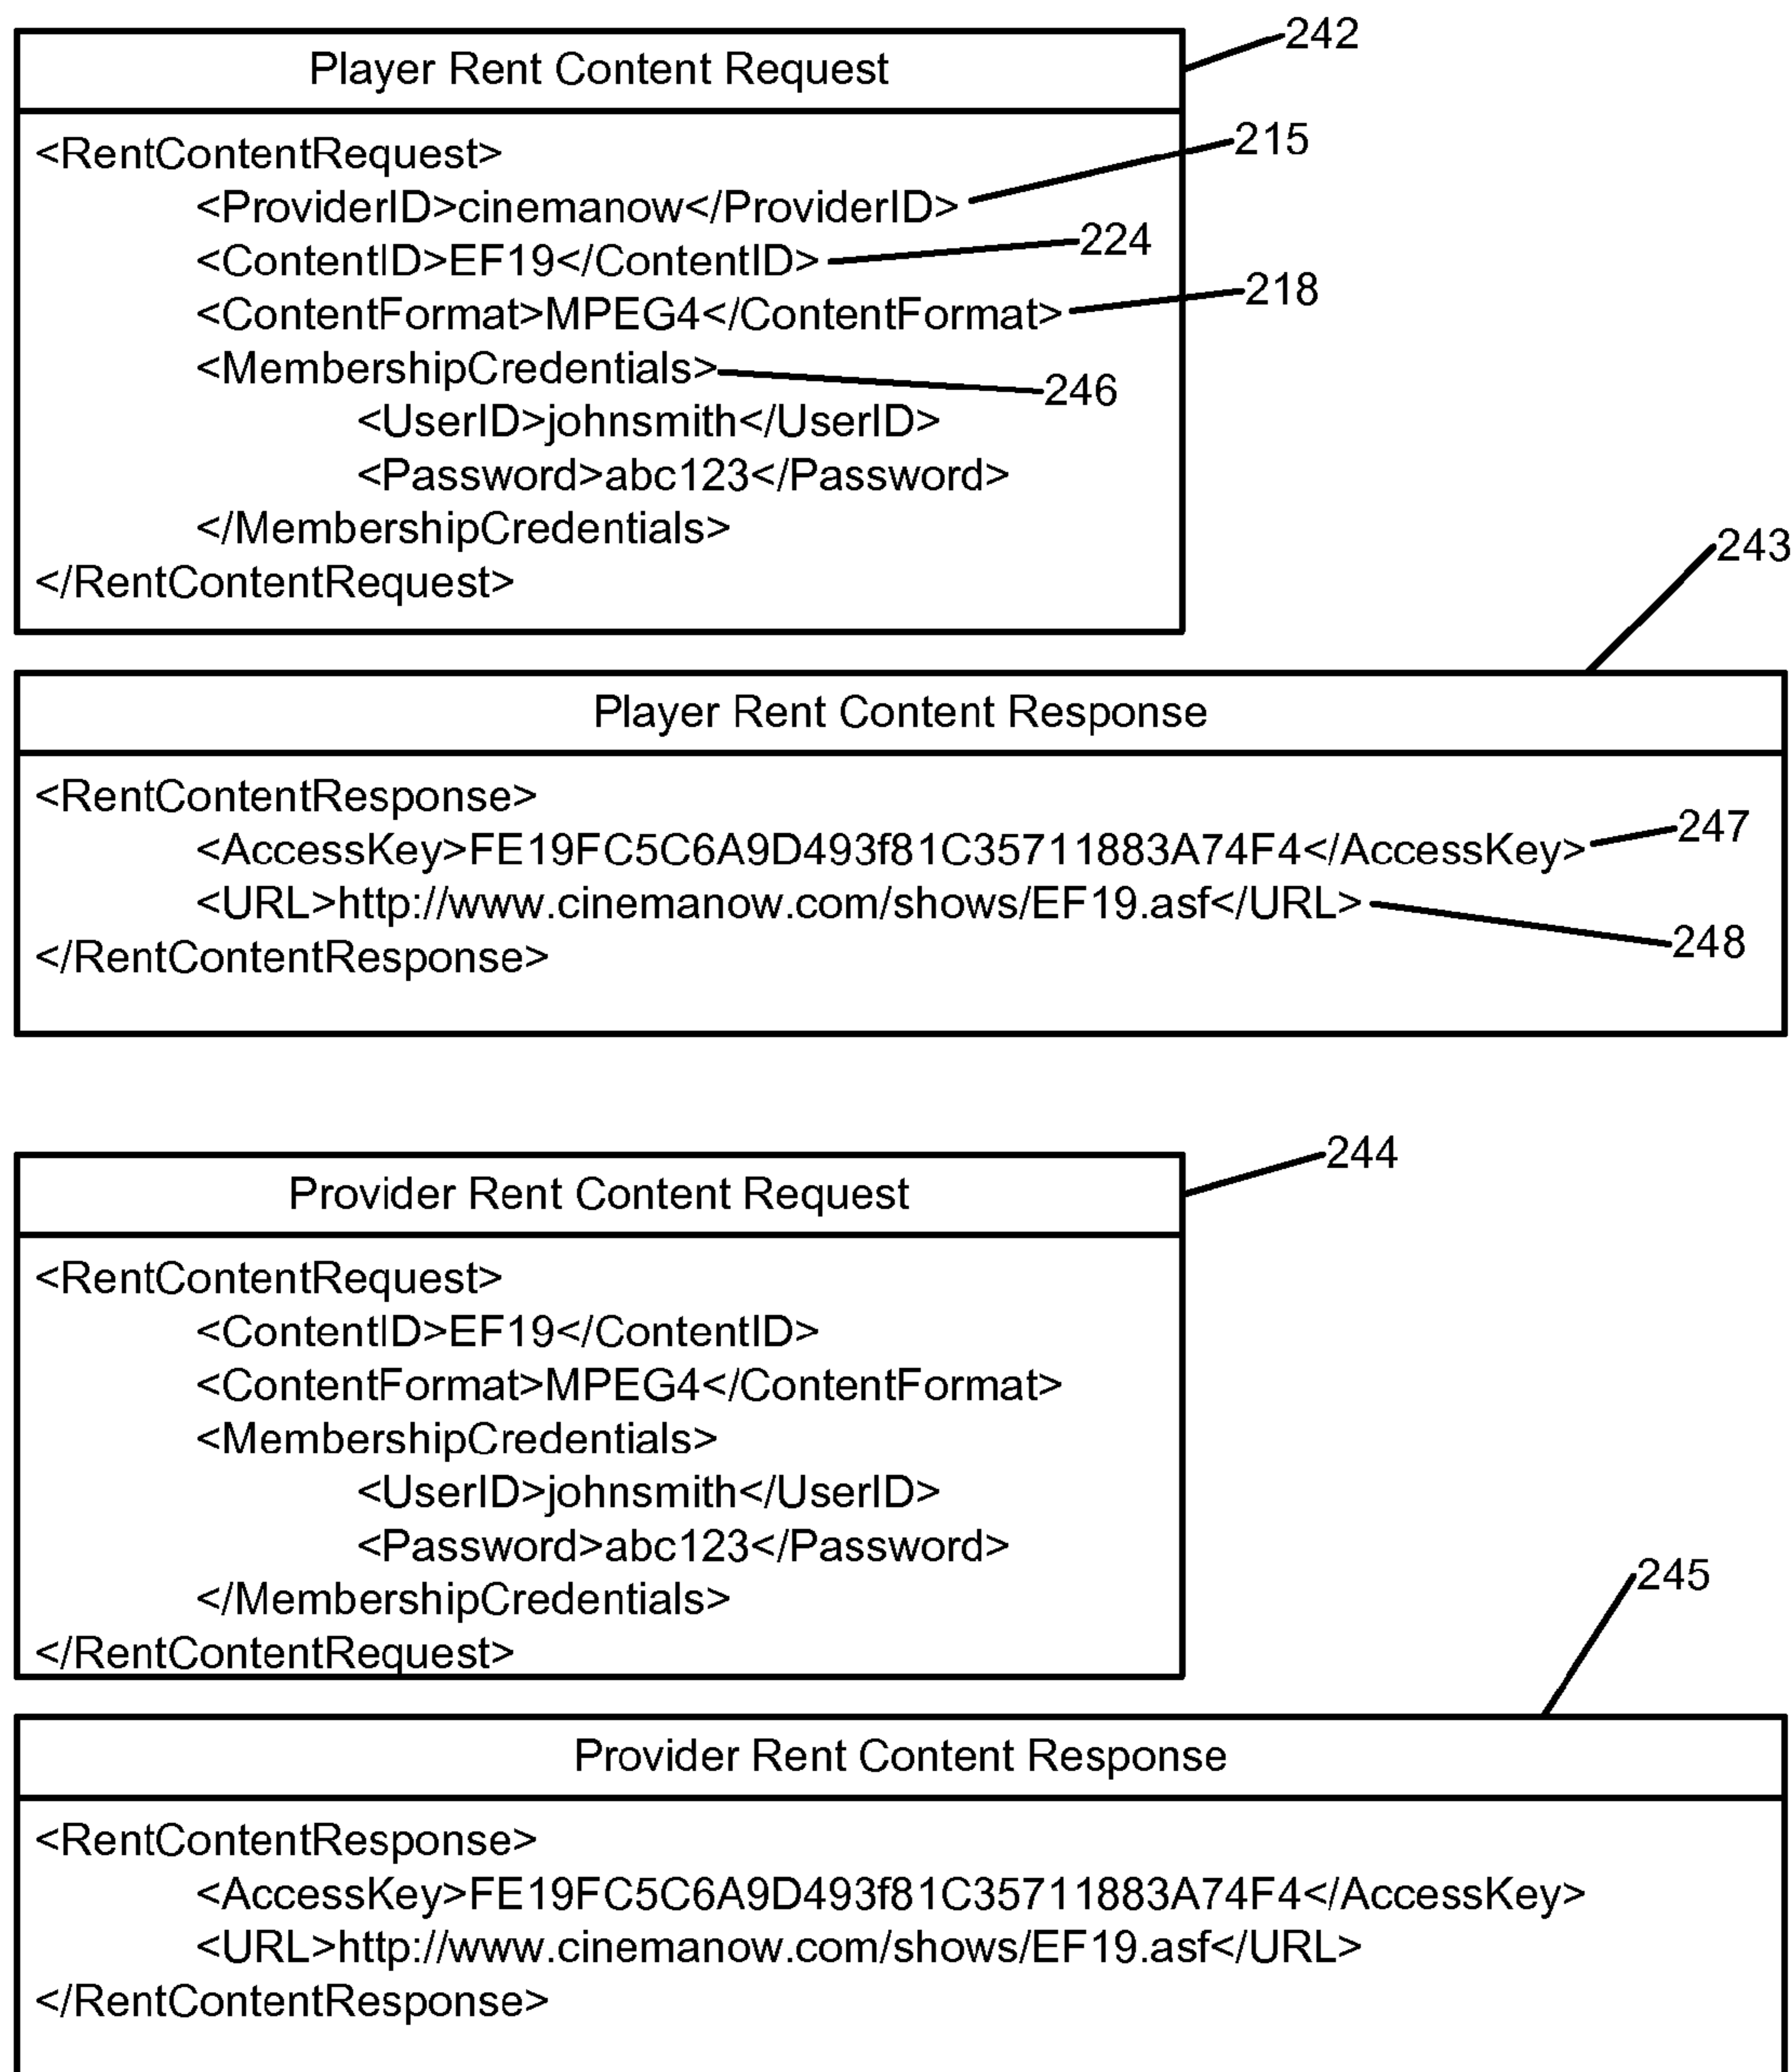 Player Rent Content Request 242
<RentContentRequest> 215
<ProviderID>cinemanow</ProviderID>
<ContentID>EF19</ContentID> 224
<ContentFormat>MPEG4</ContentFormat> 218
<MembershipCredentials> 246
<UserID>johnsmith</UserID>
<Password>abc123</Password>
</MembershipCredentials>
</RentContentRequest>
243
Player Rent Content Response
<RentContentResponse>
<AccessKey>FE19FC5C6A9D493f81C35711883A74F4</AccessKey> 247
<URL>http://www.cinemanow.com/shows/EF19.asf</URL>
</RentContentResponse> 248
Provider Rent Content Request 244
<RentContentRequest>
<ContentID>EF19</ContentID>
<ContentFormat>MPEG4</ContentFormat>
<MembershipCredentials>
<UserID>johnsmith</UserID>
<Password>abc123</Password>
</MembershipCredentials>
</RentContentRequest>
245
Provider Rent Content Response
<RentContentResponse>
<AccessKey>FE19FC5C6A9D493f81C35711883A74F4</AccessKey>
<URL>http://www.cinemanow.com/shows/EF19.asf</URL>
</RentContentResponse>